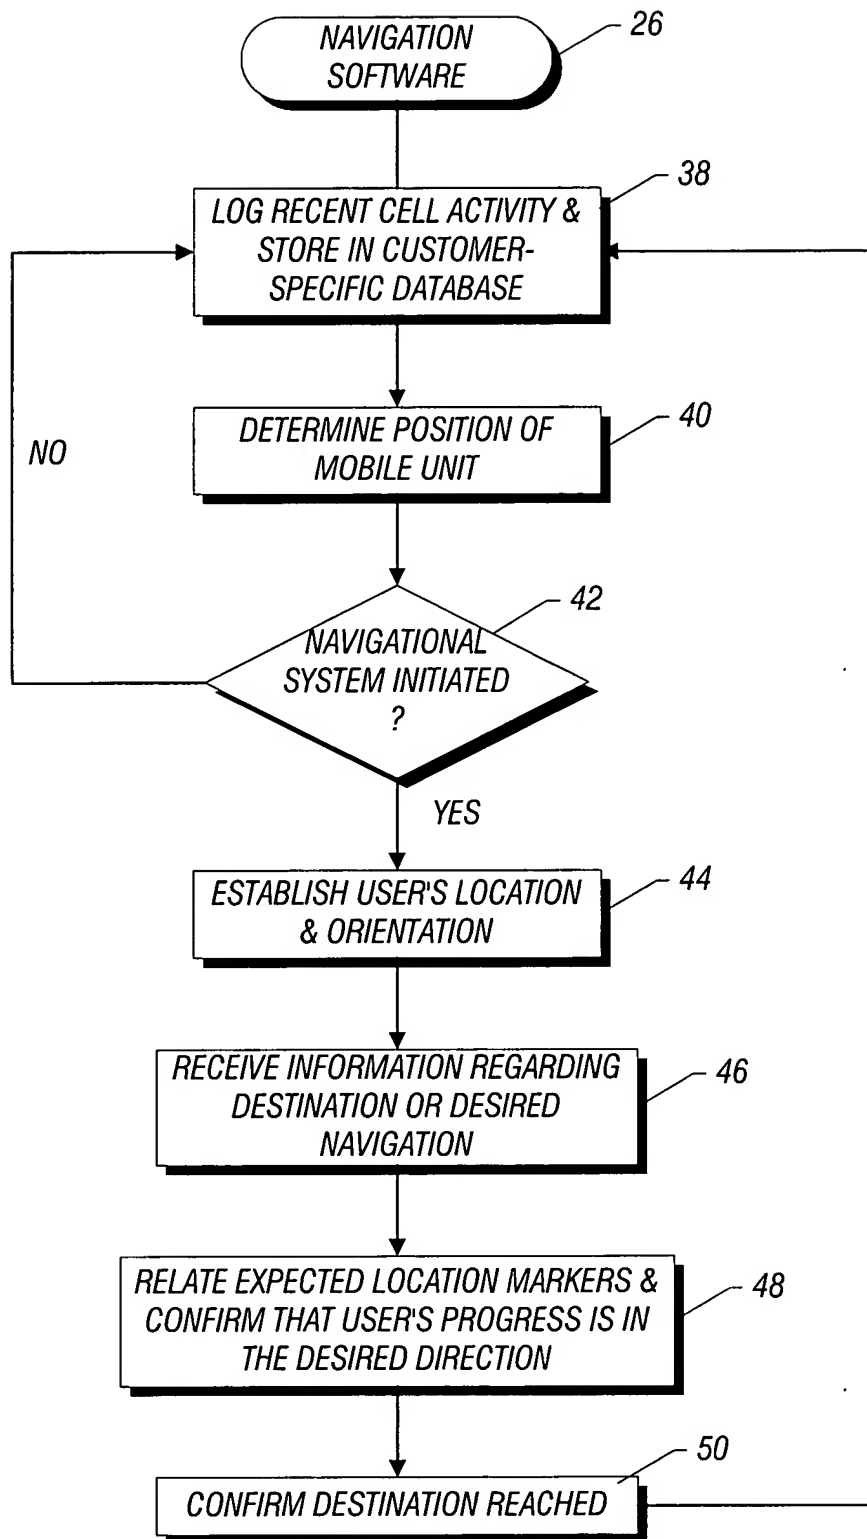 NAVIGATION
SOFTWARE
26
LOG RECENT CELL ACTIVITY &
STORE IN CUSTOMER-
SPECIFIC DATABASE
38
DETERMINE POSITION OF
MOBILE UNIT
40
NO
NAVIGATIONAL
SYSTEM INITIATED
?
42
YES
ESTABLISH USER'S LOCATION
& ORIENTATION
44
RECEIVE INFORMATION REGARDING
DESTINATION OR DESIRED
NAVIGATION
46
RELATE EXPECTED LOCATION MARKERS &
CONFIRM THAT USER'S PROGRESS IS IN
THE DESIRED DIRECTION
48
CONFIRM DESTINATION REACHED
50